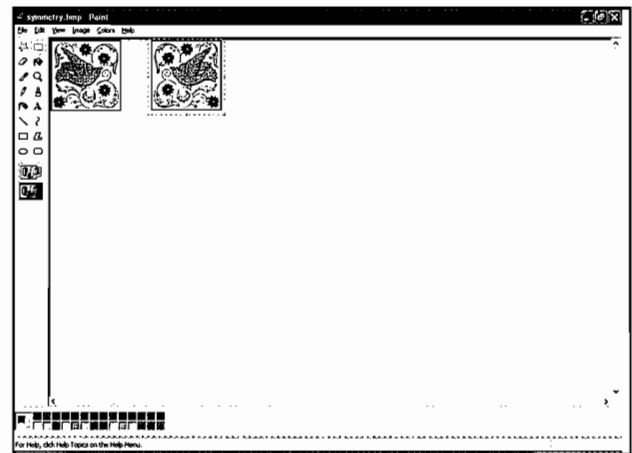 symmetry.bmp Paint
File Edit View Image Colors Help
A
For Help, click Help Topics on the Help Menu.